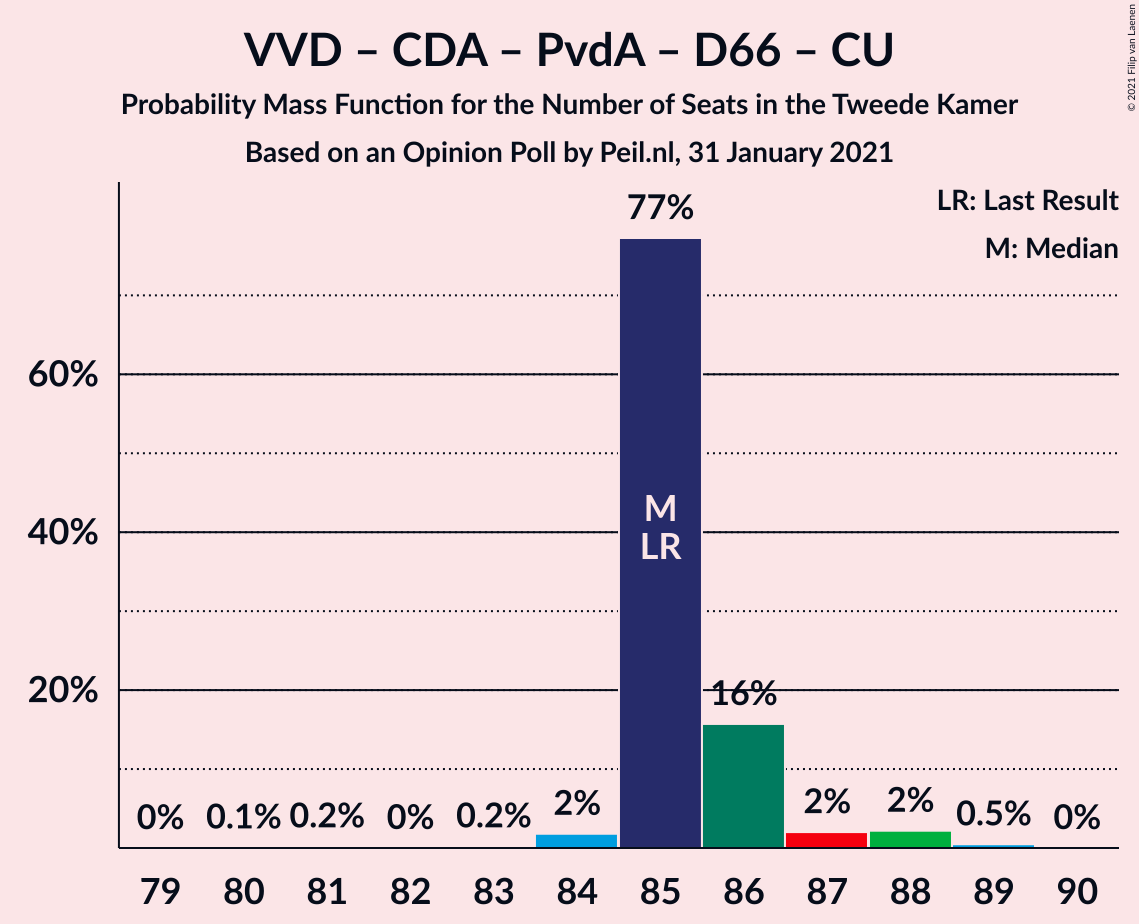 VVD – CDA – PvdA – D66 – CU
Probability Mass Function for the Number of Seats in the Tweede Kamer
Based on an Opinion Poll by Peil.nl, 31 January 2021
© 2021 Filip van Laenen
LR: Last Result
M: Median
77%
60%
40%
20%
M
LR
16%
0% 0.1% 0.2% 0% 0.2% 2% 2% 2% 0.5% 0%
79 80 81 82 83 84 85 86 87 88 89 90